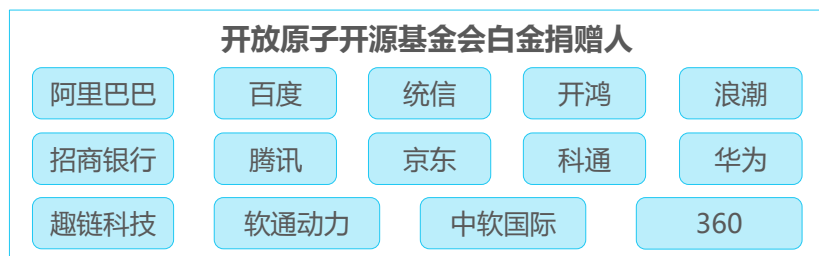 开放原子开源基金会白金捐赠人
阿里巴巴 百度 统信 开鸿 浪潮
招商银行 腾讯 京东 科通 华为
趣链科技 软通动力 中软国际 360